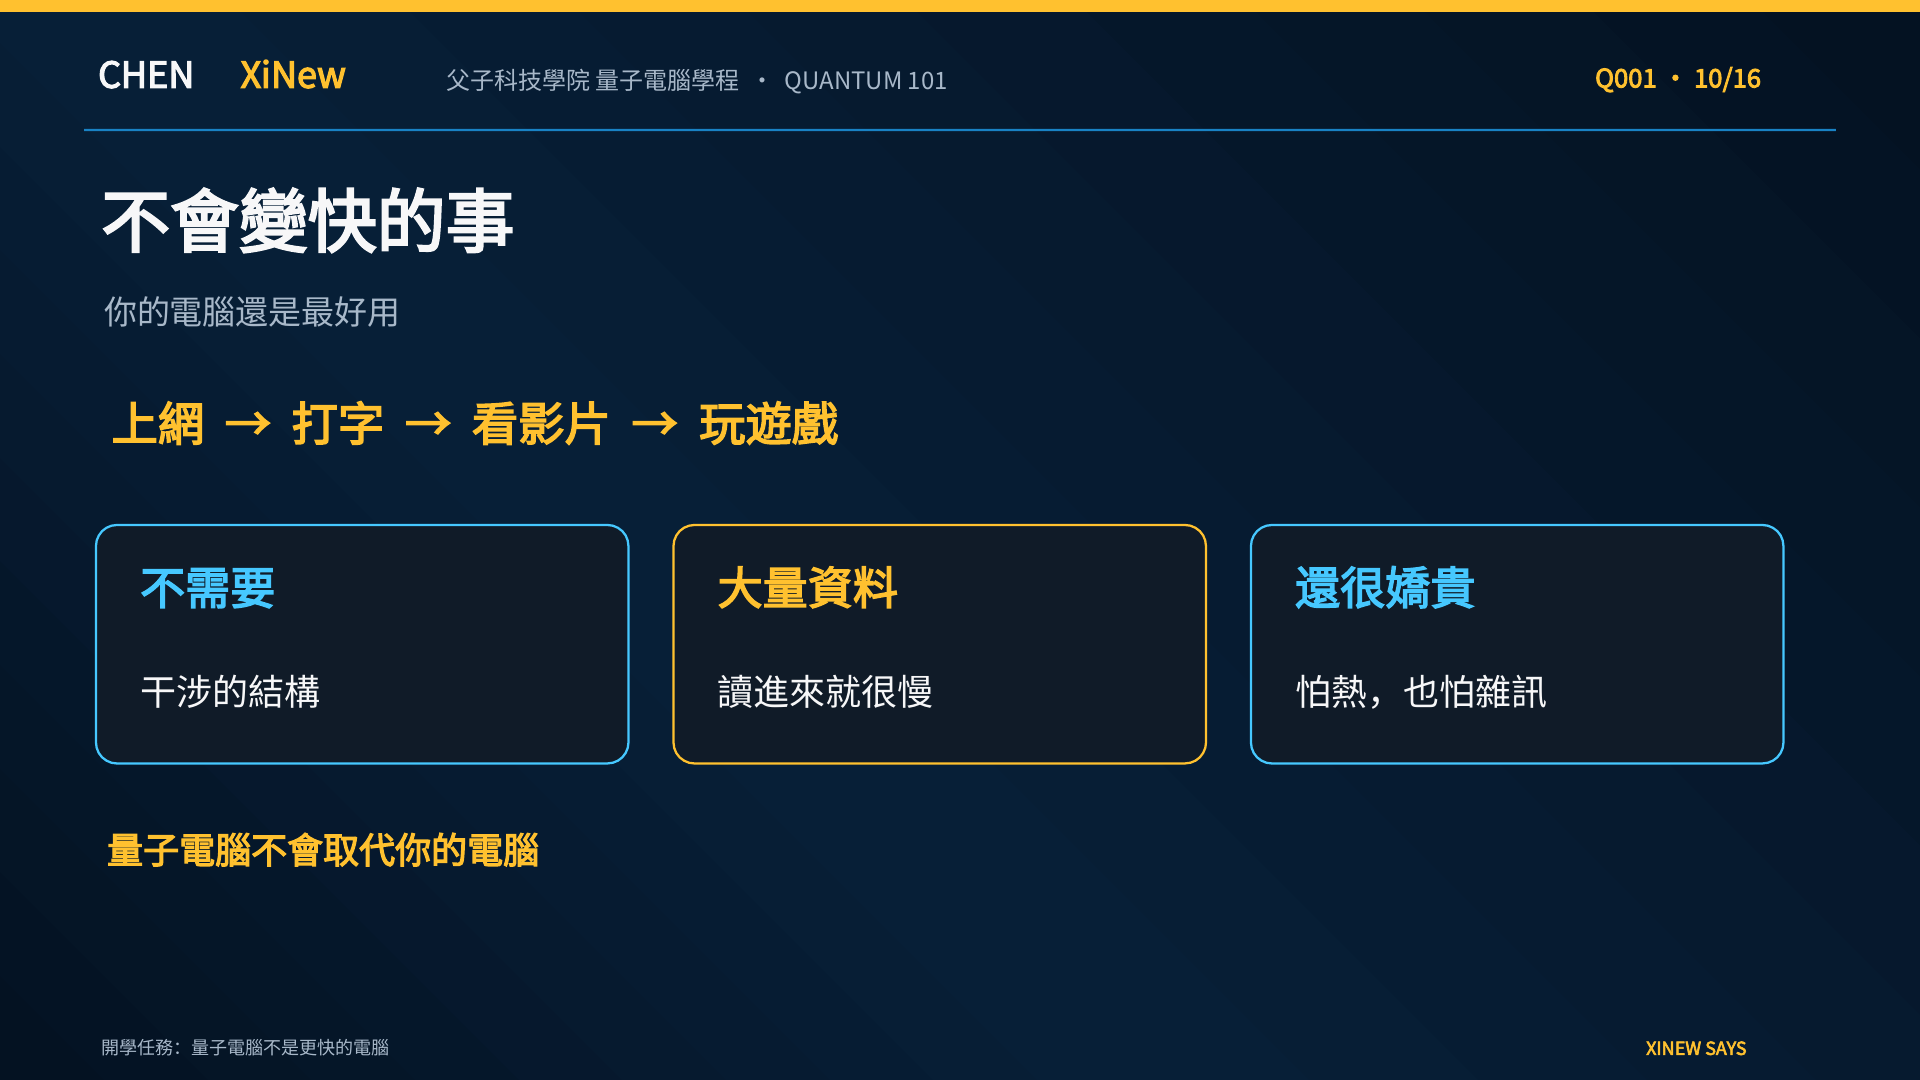 CHEN XiNew 父子科技學院 量子電腦學程 · QUANTUM 101 Q001 · 10/16
不會變快的事
你的電腦還是最好用
上網 → 打字 → 看影片 → 玩遊戲
不需要
干涉的結構
大量資料
讀進來就很慢
還很嬌貴
怕熱，也怕雜訊
量子電腦不會取代你的電腦
開學任務：量子電腦不是更快的電腦
XINEW SAYS